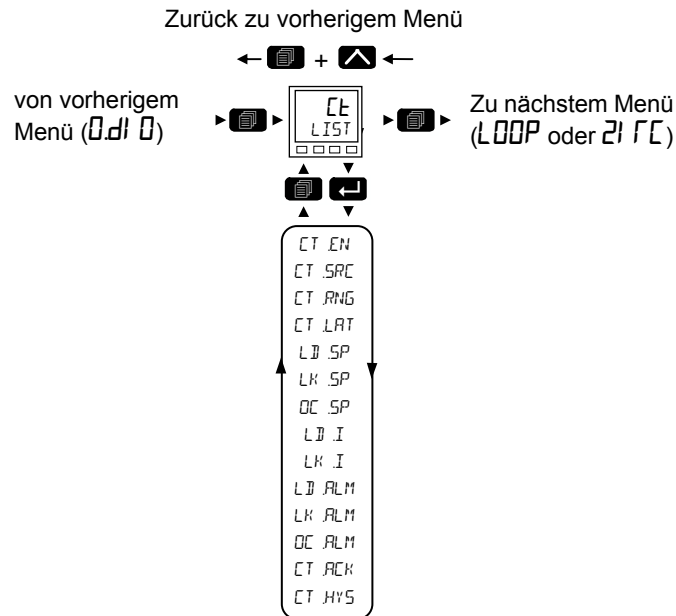 Zurück zu vorherigem Menü
+
von vorherigem
Menü (O.dI O)
Ct
LIST
Zu nächstem Menü
(LOOP oder 2I TC)
CT.EN
CT.SRC
CT.RNG
CT.LAT
LD.SP
LK.SP
OC.SP
LD.I
LK.I
LD.ALM
LK.ALM
OC.ALM
CT.ACK
CT.HYS